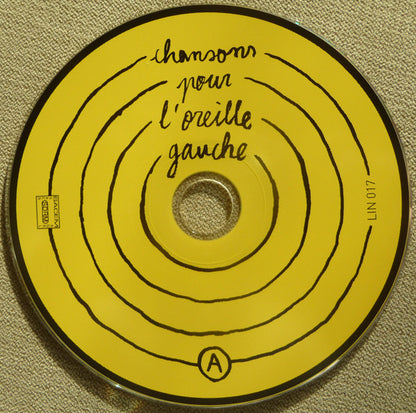 chansons
pour
l'oreille
gauche
LIN 017
A